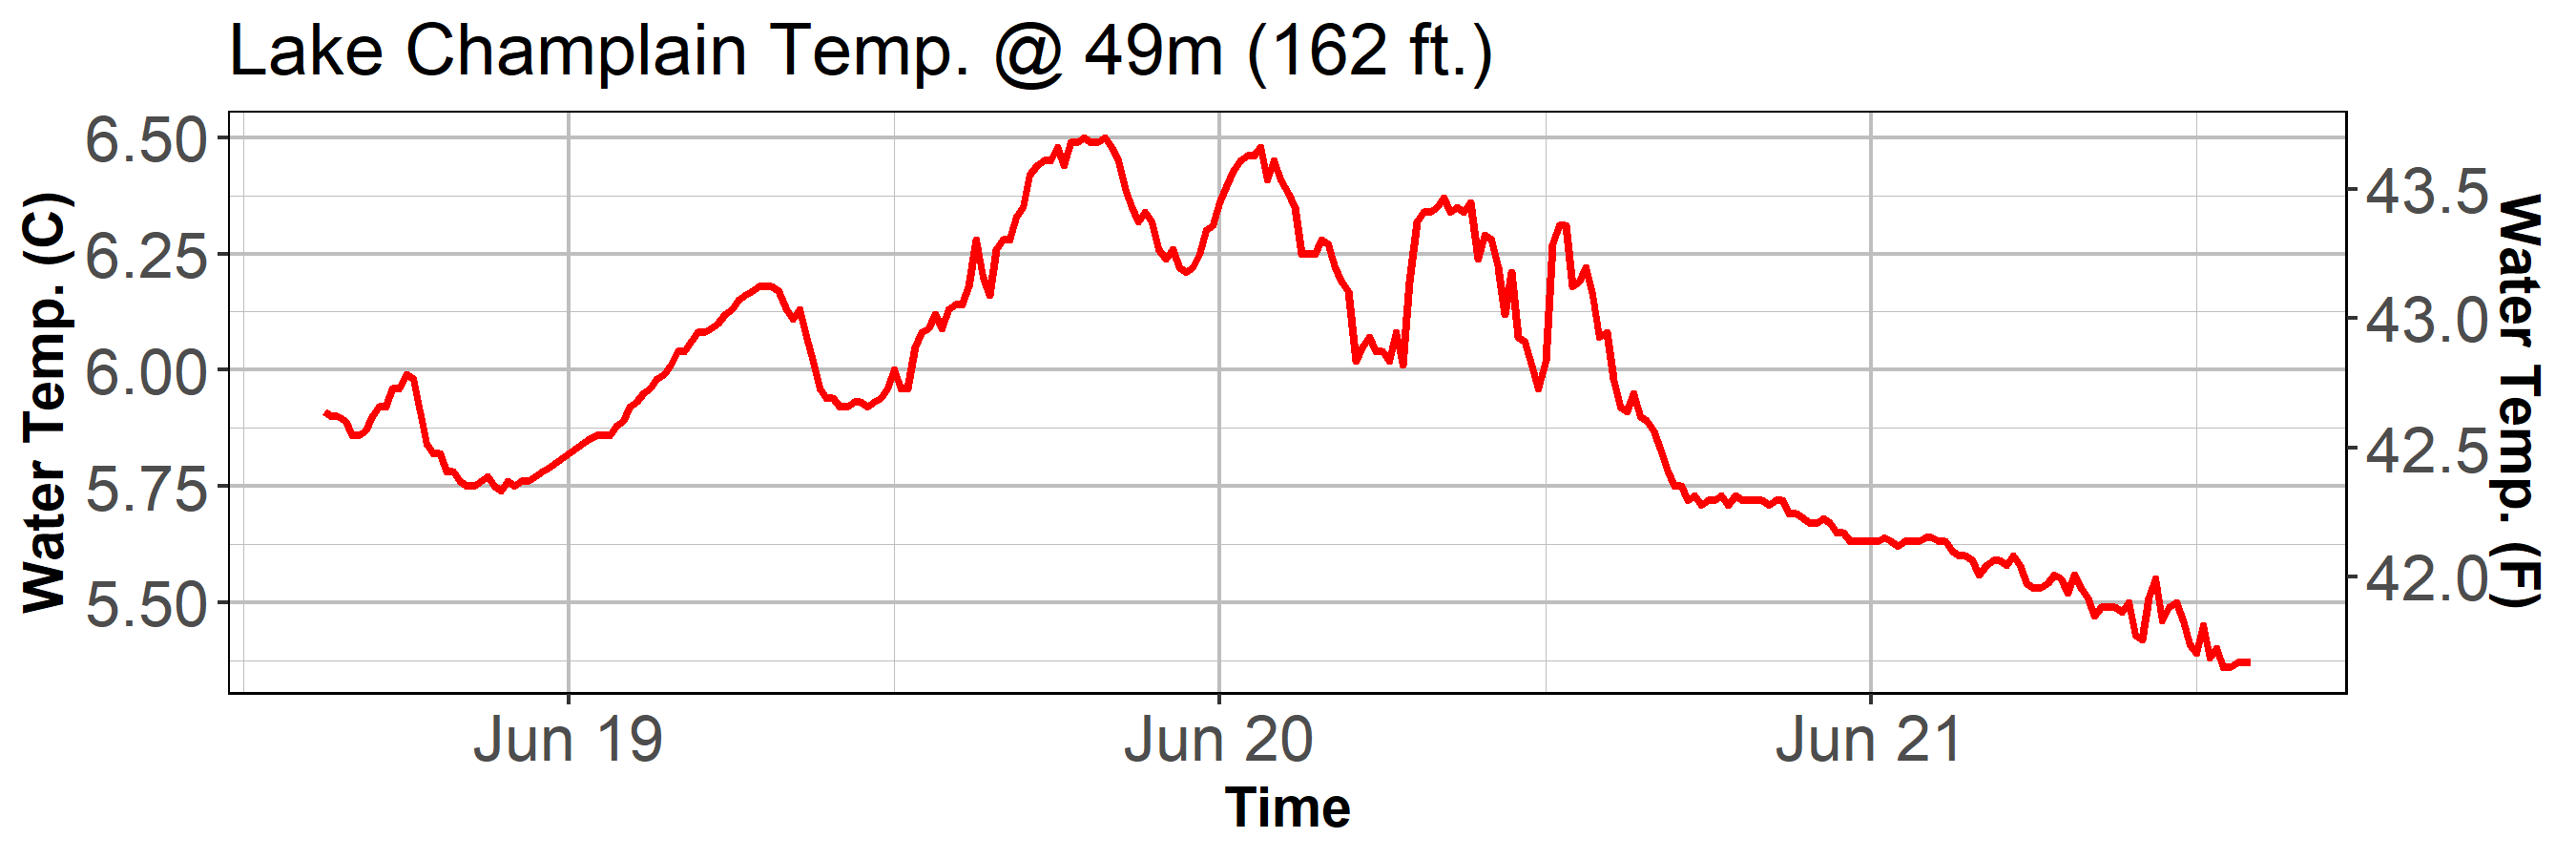 Lake Champlain Temp. @ 49m (162 ft.)
Water Temp. (C)
6.50
6.25
6.00
5.75
5.50
43.5
43.0
42.5
42.0
Water Temp. (F)
Jun 19
Jun 20
Jun 21
Time